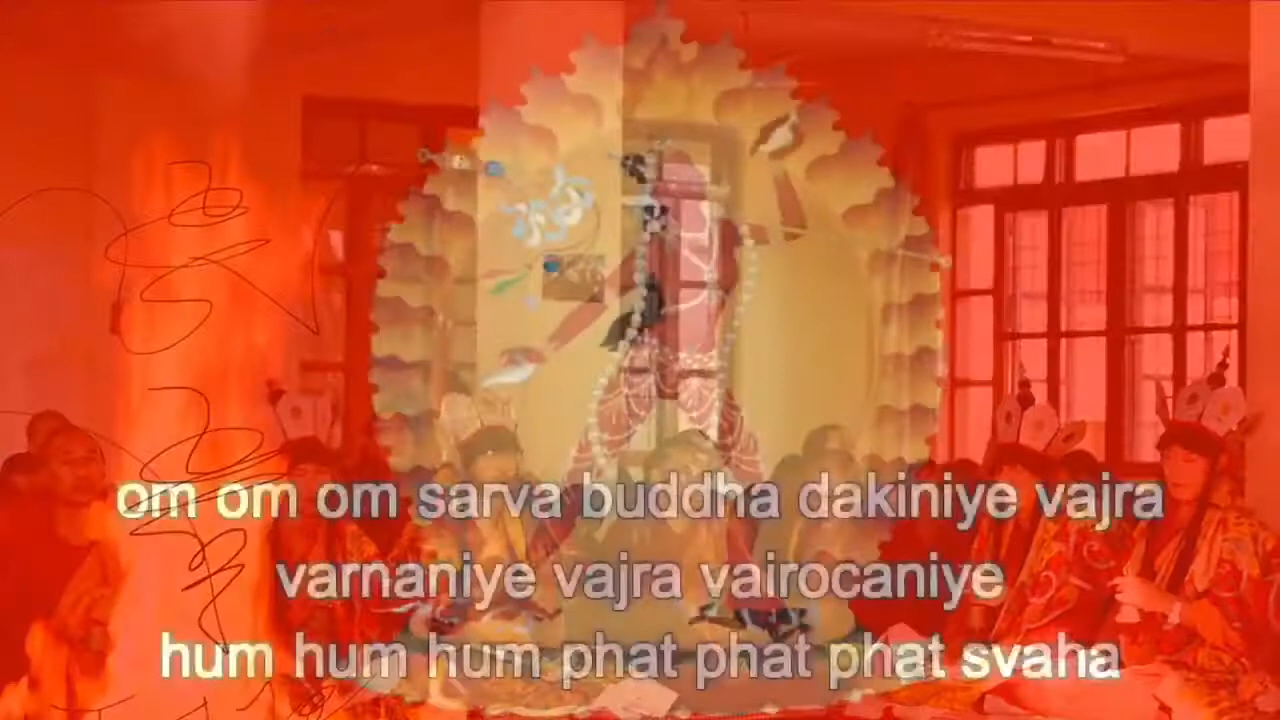 om om om sarva buddha dakiniye vajra
varnaniye vajra vairocaniye
hum hum hum phat phat phat svaha